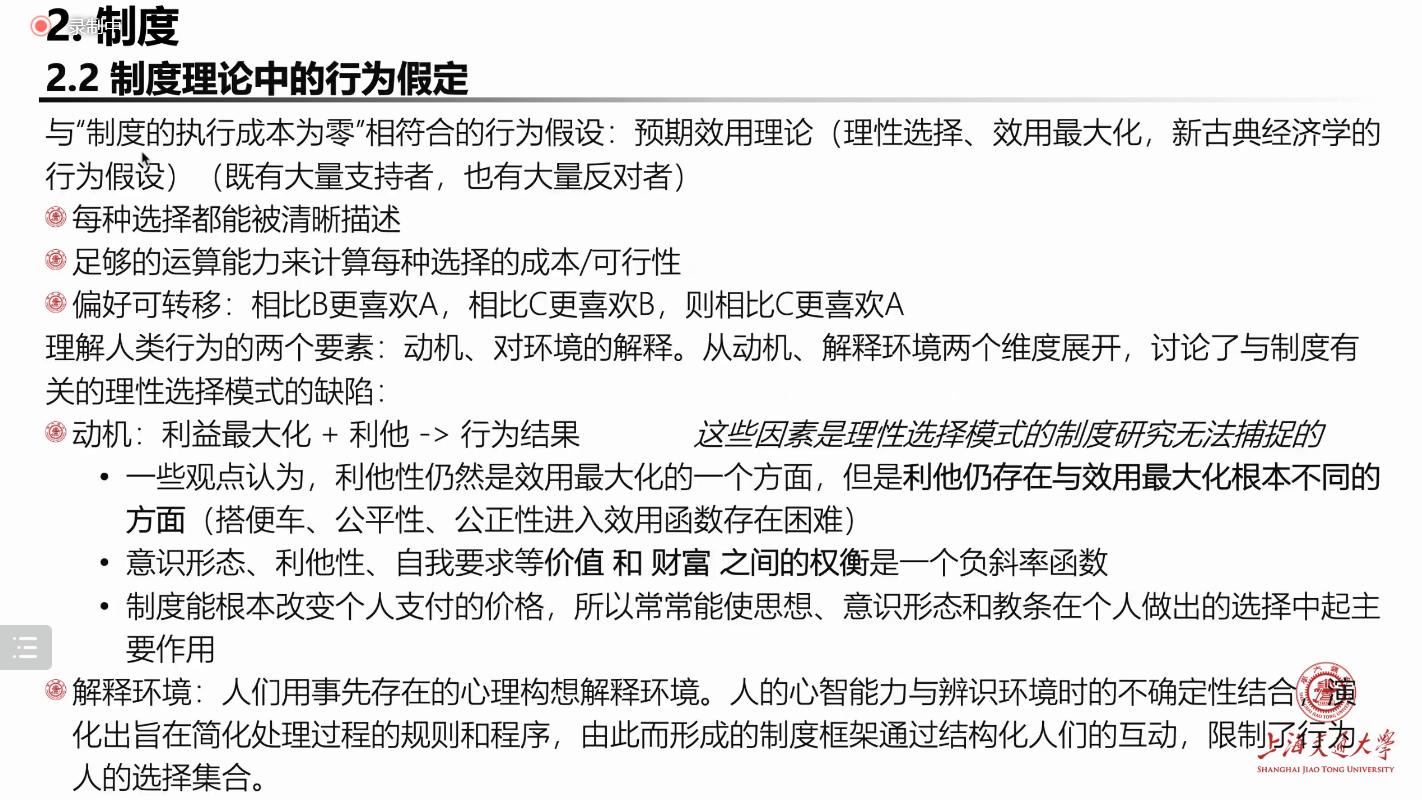 录制中
2. 制度
2.2 制度理论中的行为假定
与“制度的执行成本为零”相符合的行为假设：预期效用理论（理性选择、效用最大化，新古典经济学的
行为假设）（既有大量支持者，也有大量反对者）
每种选择都能被清晰描述
足够的运算能力来计算每种选择的成本/可行性
偏好可转移：相比B更喜欢A，相比C更喜欢B，则相比C更喜欢A
理解人类行为的两个要素：动机、对环境的解释。从动机、解释环境两个维度展开，讨论了与制度有
关的理性选择模式的缺陷：
动机：利益最大化 + 利他 -> 行为结果 这些因素是理性选择模式的制度研究无法捕捉的
• 一些观点认为，利他性仍然是效用最大化的一个方面，但是利他仍存在与效用最大化根本不同的
方面（搭便车、公平性、公正性进入效用函数存在困难）
• 意识形态、利他性、自我要求等价值 和 财富 之间的权衡是一个负斜率函数
• 制度能根本改变个人支付的价格，所以常常能使思想、意识形态和教条在个人做出的选择中起主
要作用
解释环境：人们用事先存在的心理构想解释环境。人的心智能力与辨识环境时的不确定性结合，演
化出旨在简化处理过程的规则和程序，由此而形成的制度框架通过结构化人们的互动，限制了行为
人的选择集合。
上海交通大学
SHANGHAI JIAO TONG UNIVERSITY